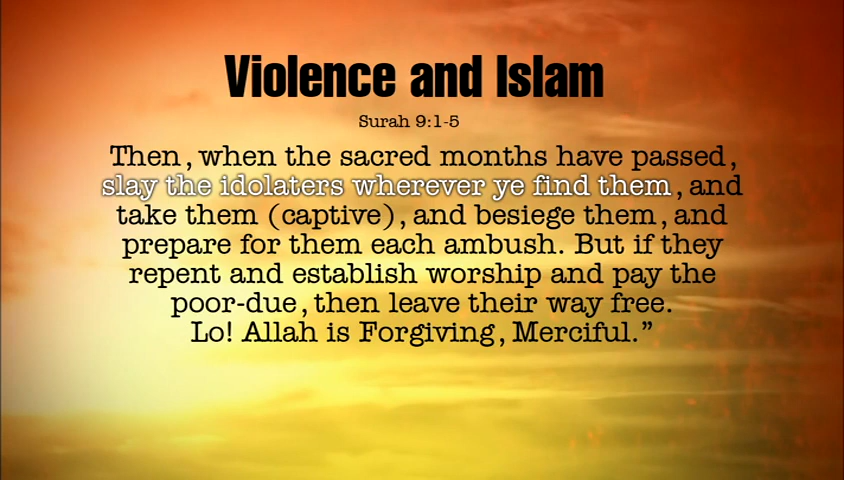 Violence and Islam
Surah 9:1-5
Then, when the sacred months have passed,
slay the idolaters wherever ye find them, and
take them (captive), and besiege them, and
prepare for them each ambush. But if they
repent and establish worship and pay the
poor-due, then leave their way free.
Lo! Allah is Forgiving, Merciful.”